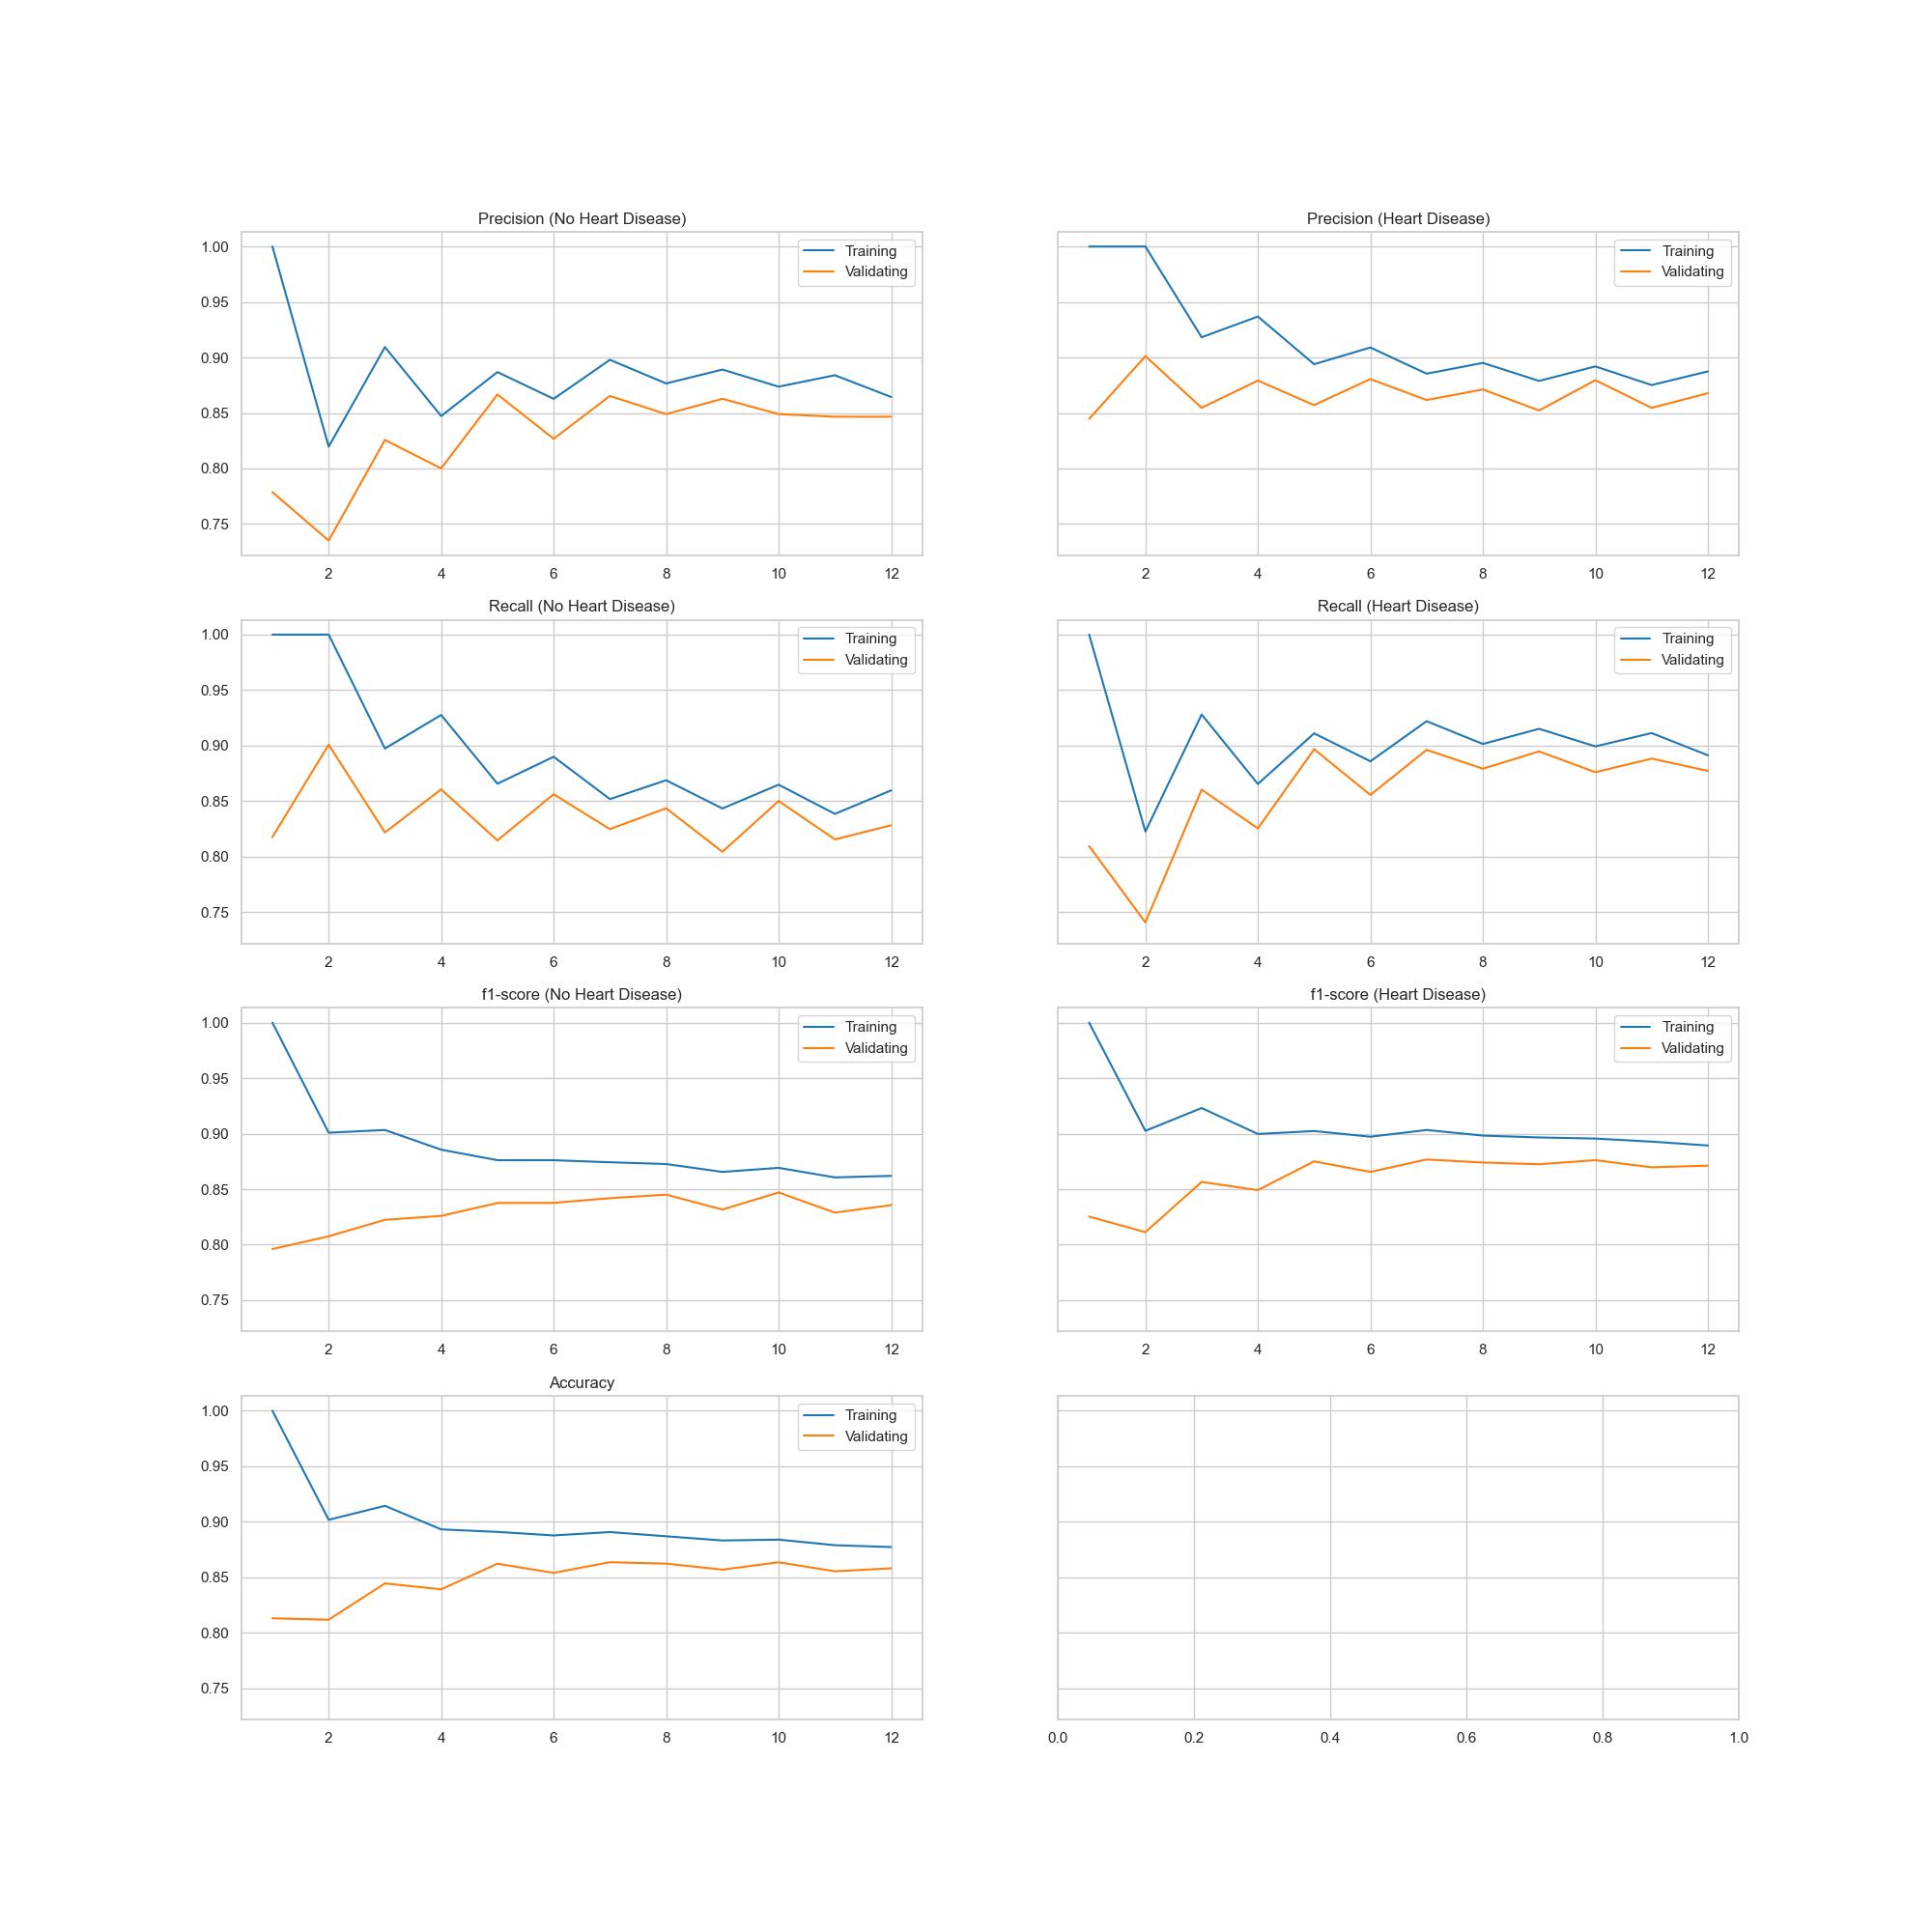 Precision (No Heart Disease)
1.00
0.95
0.90
0.85
0.80
0.75
Training
Validating
2 4 6 8 10 12
Precision (Heart Disease)
Training
Validating
2 4 6 8 10 12
Recall (No Heart Disease)
1.00
0.95
0.90
0.85
0.80
0.75
Training
Validating
2 4 6 8 10 12
Recall (Heart Disease)
Training
Validating
2 4 6 8 10 12
f1-score (No Heart Disease)
1.00
0.95
0.90
0.85
0.80
0.75
Training
Validating
2 4 6 8 10 12
f1-score (Heart Disease)
Training
Validating
2 4 6 8 10 12
Accuracy
1.00
0.95
0.90
0.85
0.80
0.75
Training
Validating
2 4 6 8 10 12
0.0 0.2 0.4 0.6 0.8 1.0